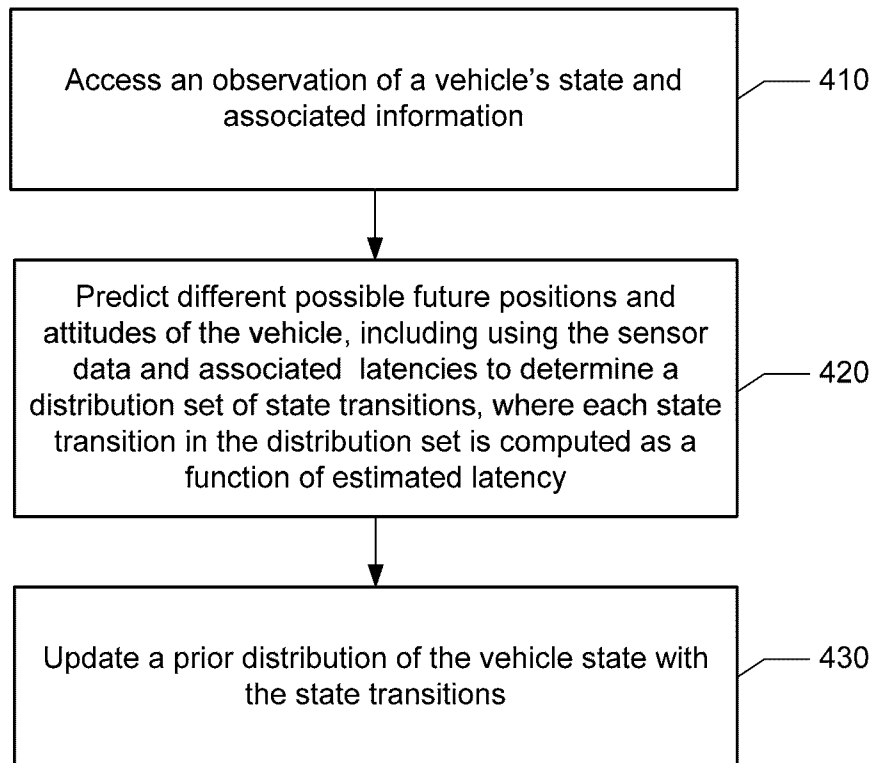 Access an observation of a vehicle's state and
associated information
410
Predict different possible future positions and
attitudes of the vehicle, including using the sensor
data and associated latencies to determine a
distribution set of state transitions, where each state
transition in the distribution set is computed as a
function of estimated latency
420
Update a prior distribution of the vehicle state with
the state transitions
430